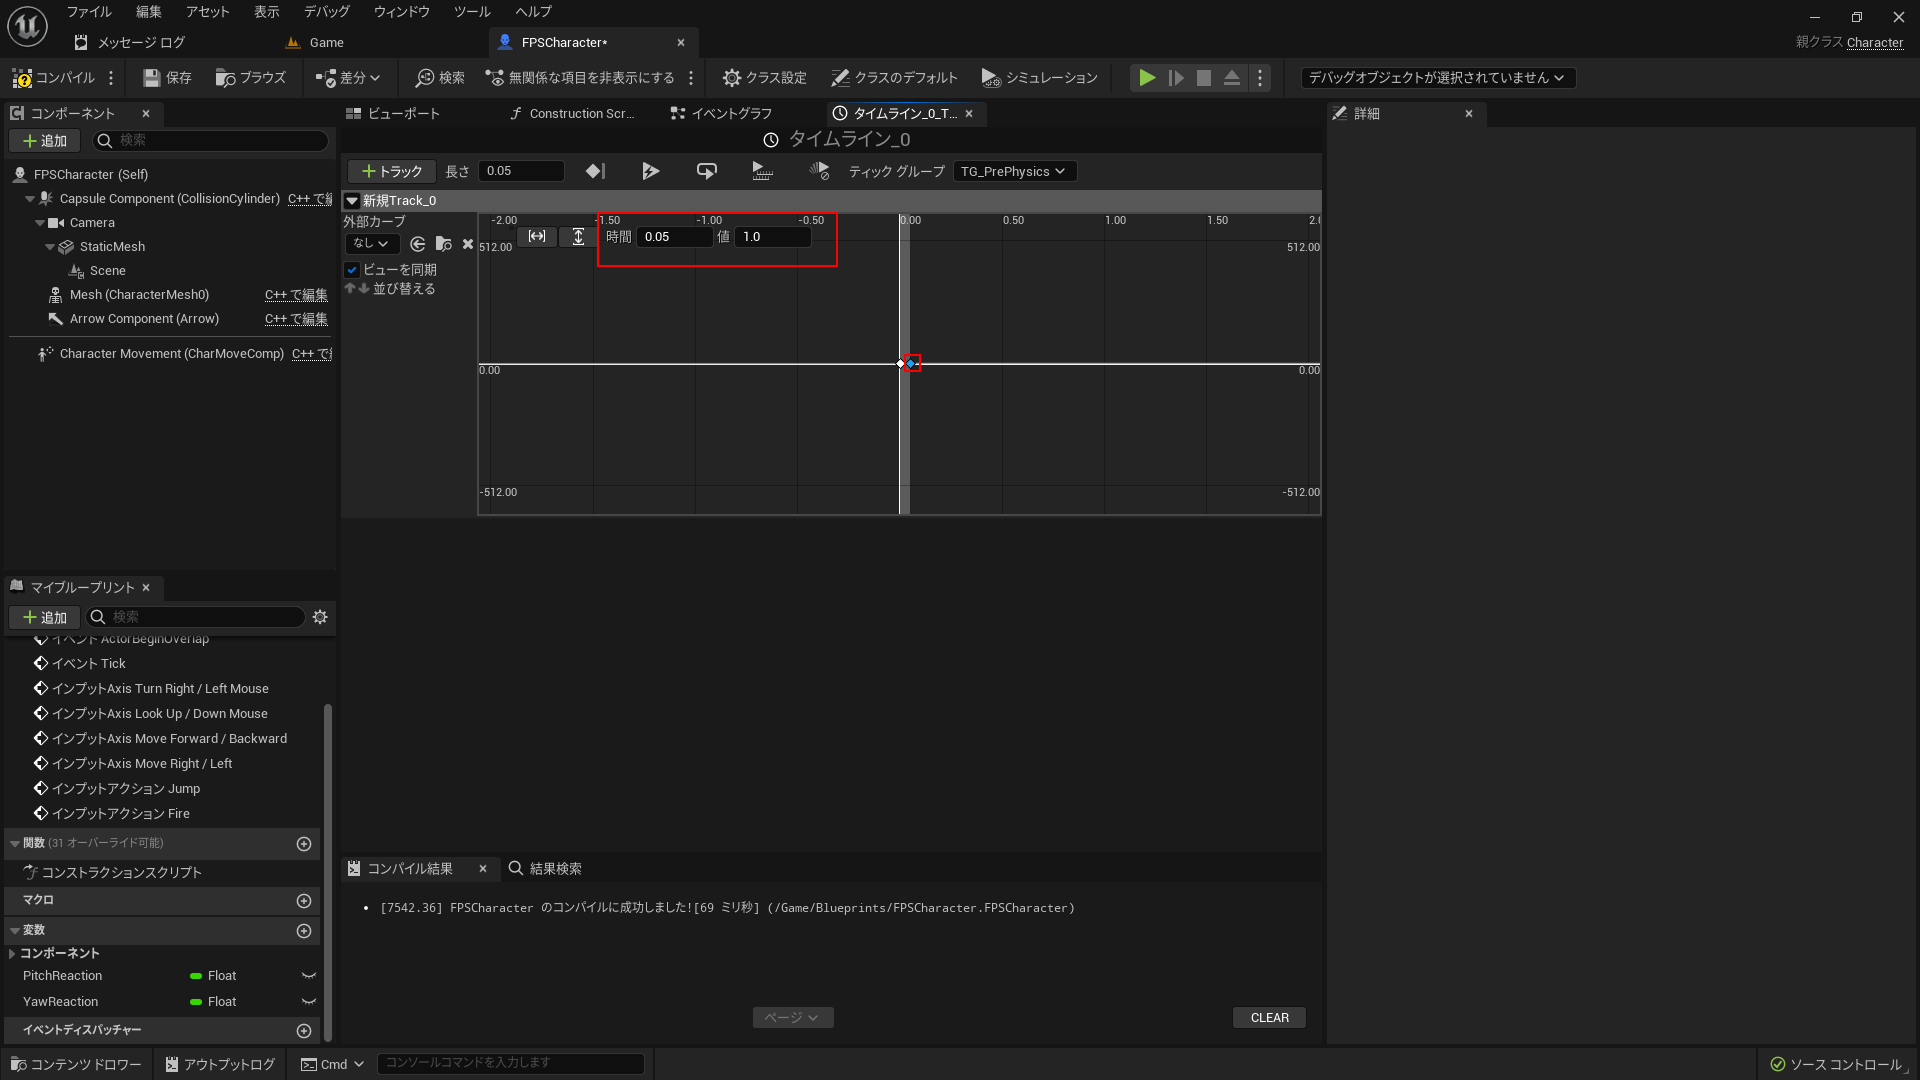 ファイル 編集 アセット 表示 デバッグ ウィンドウ ツール ヘルプ
メッセージ ログ Game FPSCharacter*
親クラス Character
コンパイル 保存 ブラウズ 差分 検索 無関係な項目を非表示にする クラス設定 クラスのデフォルト シミュレーション デバッグオブジェクトが選択されていません
コンポーネント
追加 検索
FPSCharacter (Self)
Capsule Component (CollisionCylinder) C++ で編
Camera
StaticMesh
Scene
Mesh (CharacterMesh0) C++ で編集
Arrow Component (Arrow) C++ で編集
Character Movement (CharMoveComp) C++ で
ビューポート Construction Scr... イベントグラフ タイムライン_0_T...
タイムライン_0
トラック 長さ 0.05 ティック グループ TG_PrePhysics
新規Track_0
外部カーブ
なし
ビューを同期
並び替える
-2.00 -1.50 -1.00 -0.50 0.00 0.50 1.00 1.50 2.0
時間 0.05 値 1.0
512.00 512.00
0.00 0.00
-512.00 -512.00
詳細
マイブループリント
追加 検索
イベント ActorBeginOverlap
イベント Tick
インプットAxis Turn Right / Left Mouse
インプットAxis Look Up / Down Mouse
インプットAxis Move Forward / Backward
インプットAxis Move Right / Left
インプットアクション Jump
インプットアクション Fire
関数 (31 オーバーライド可能)
コンストラクションスクリプト
マクロ
変数
コンポーネント
PitchReaction Float
YawReaction Float
イベントディスパッチャー
コンパイル結果 結果検索
• [7542.36] FPSCharacter のコンパイルに成功しました![69 ミリ秒] (/Game/Blueprints/FPSCharacter.FPSCharacter)
ページ CLEAR
コンテンツ ドロワー アウトプットログ Cmd コンソールコマンドを入力します ソース コントロール